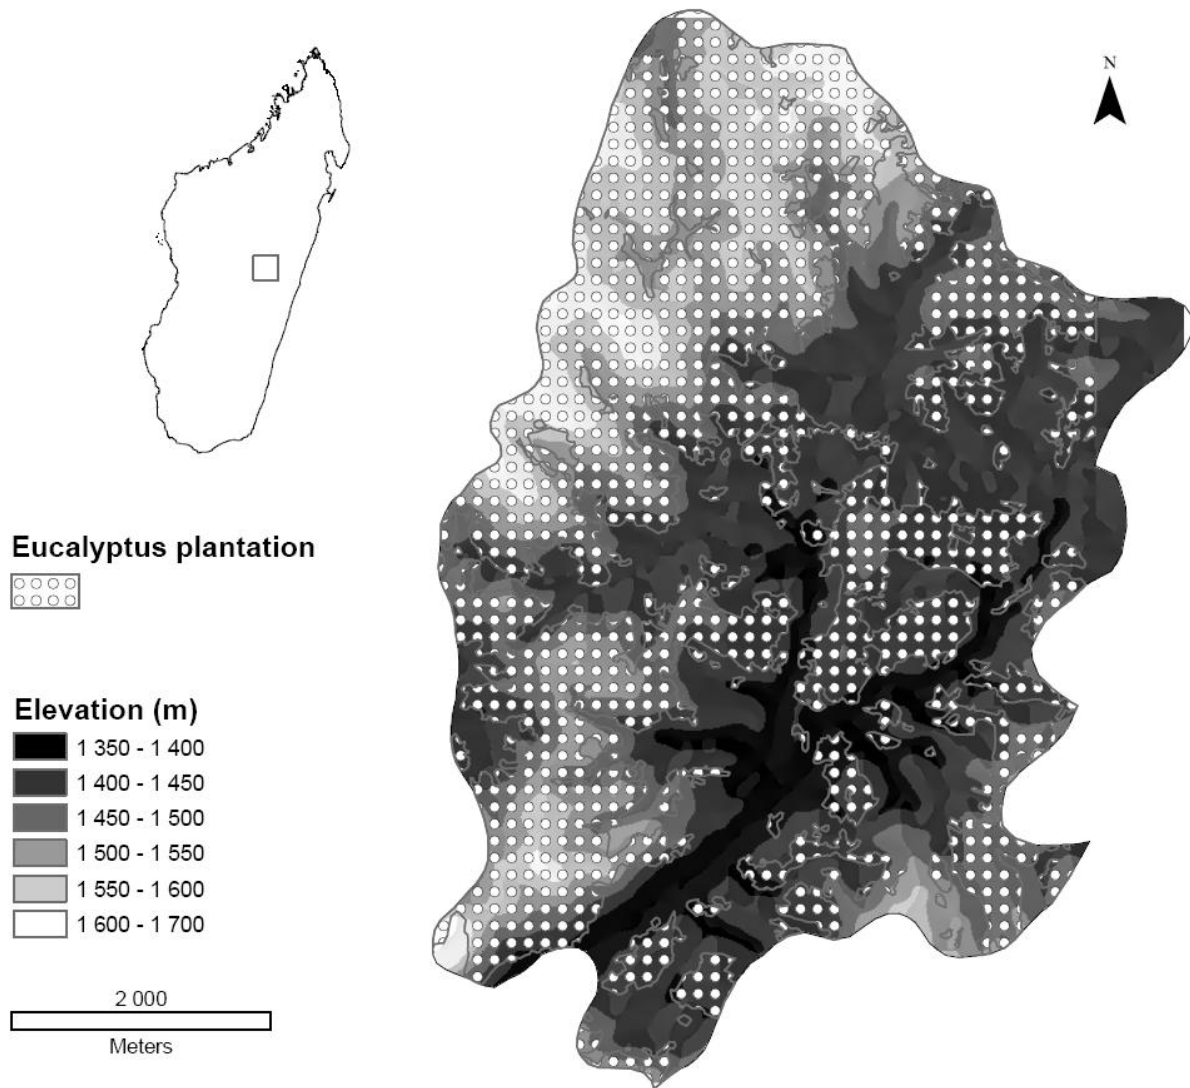 N
Eucalyptus plantation
Elevation (m)
1 350 - 1 400
1 400 - 1 450
1 450 - 1 500
1 500 - 1 550
1 550 - 1 600
1 600 - 1 700
2 000
Meters